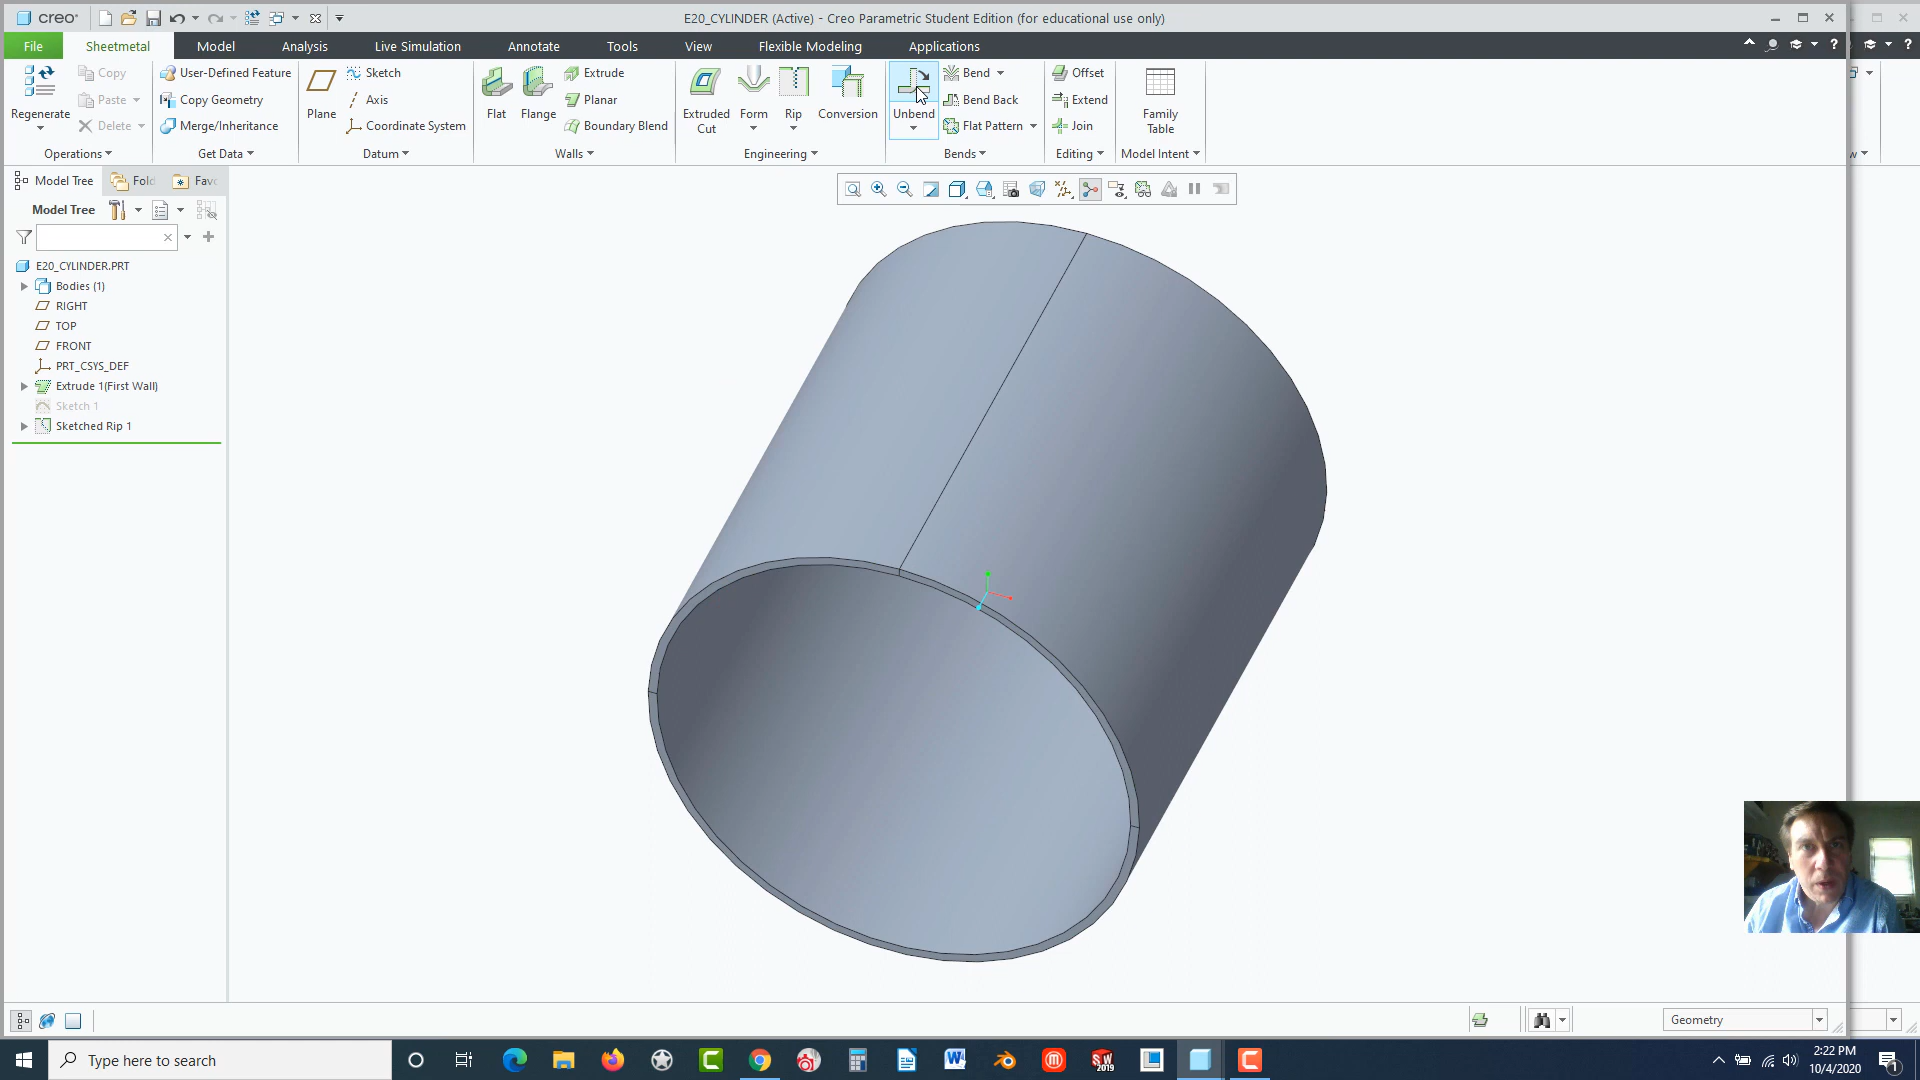 creo
E20_CYLINDER (Active) - Creo Parametric Student Edition (for educational use only)
File Sheetmetal Model Analysis Live Simulation Annotate Tools View Flexible Modeling Applications
Regenerate
Copy
Paste
Delete
User-Defined Feature
Copy Geometry
Merge/Inheritance
Plane
Sketch
Axis
Coordinate System
Flat
Flange
Extrude
Planar
Boundary Blend
Extruded
Cut
Form
Rip
Conversion
Unbend
Bend
Bend Back
Flat Pattern
Offset
Extend
Join
Family
Table
Operations Get Data Datum Walls Engineering Bends Editing Model Intent
Model Tree Fold Fav
Model Tree
E20_CYLINDER.PRT
Bodies (1)
RIGHT
TOP
FRONT
PRT_CSYS_DEF
Extrude 1(First Wall)
Sketch 1
Sketched Rip 1
Geometry
Type here to search
2019
2:22 PM
10/4/2020
1